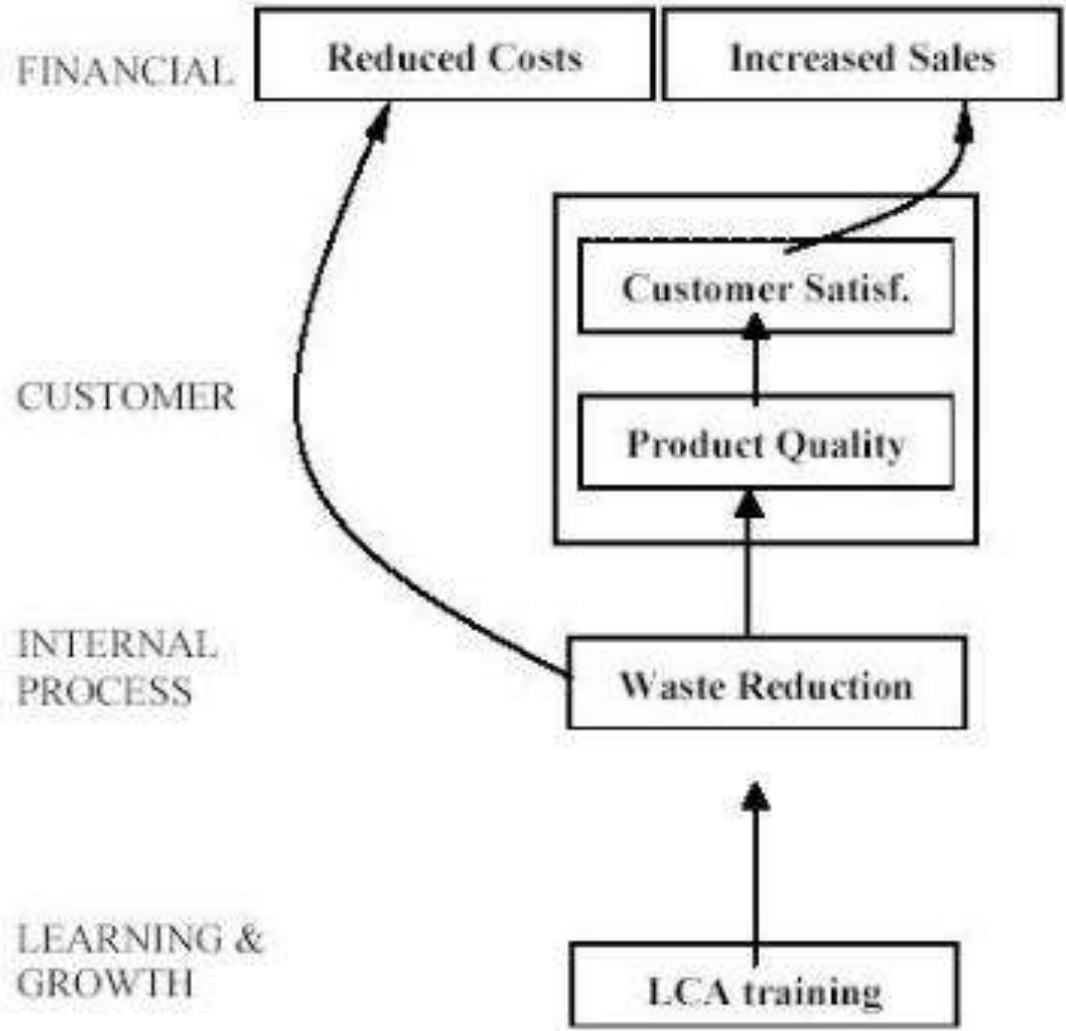 FINANCIAL
Reduced Costs
Increased Sales
Customer Satisf.
CUSTOMER
Product Quality
INTERNAL
PROCESS
Waste Reduction
LEARNING &
GROWTH
LCA training